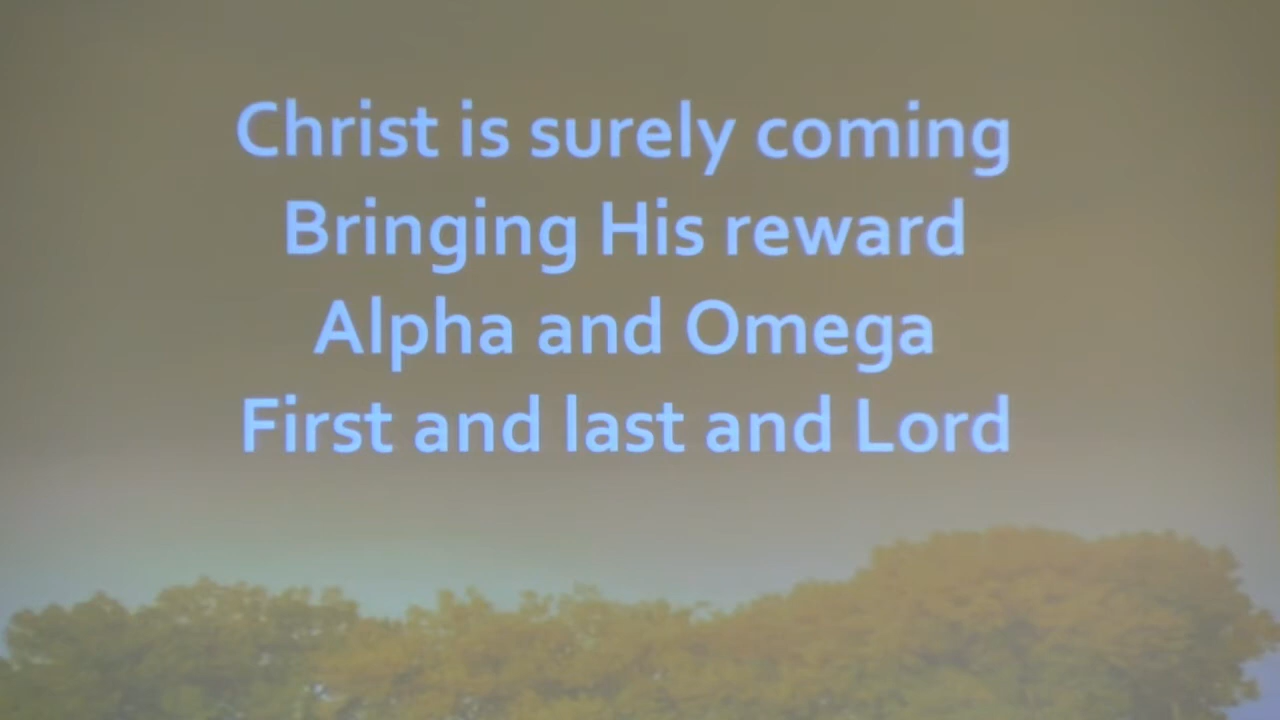 Christ is surely coming
Bringing His reward
Alpha and Omega
First and last and Lord